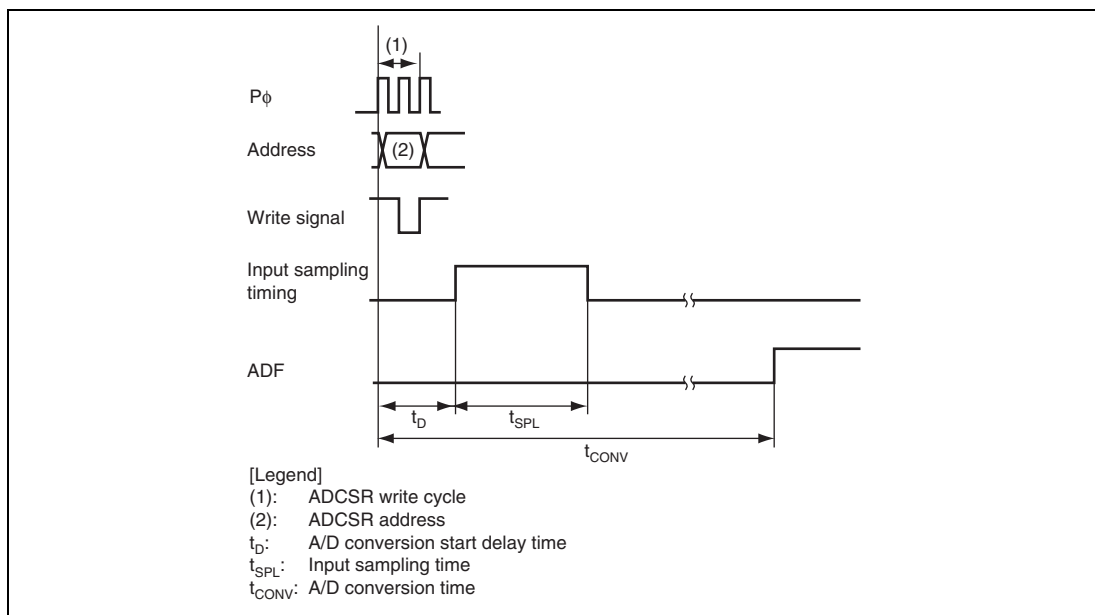 (1)
Pϕ
Address
(2)
Write signal
Input sampling
timing
ADF
tD
tSPL
tCONV
[Legend]
(1): ADCSR write cycle
(2): ADCSR address
tD: A/D conversion start delay time
tSPL: Input sampling time
tCONV: A/D conversion time